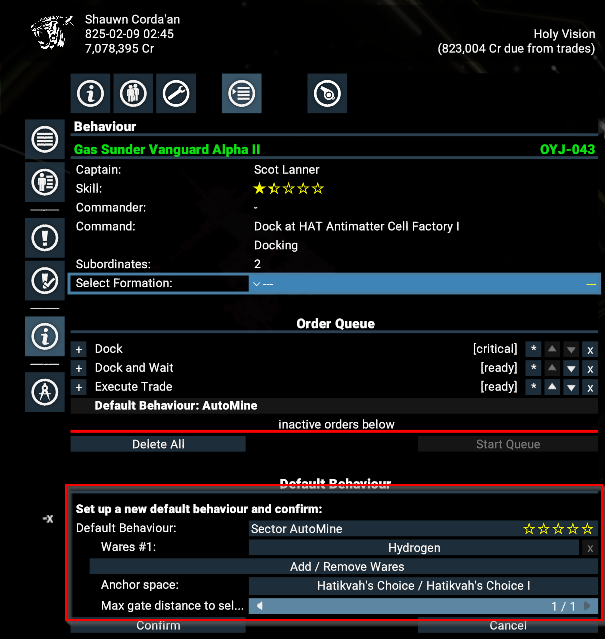 Shauwn Corda'an
825-02-09 02:45
Holy Vision
7,078,395 Cr
(823,004 Cr due from trades)
Behaviour
Gas Sunder Vanguard Alpha II OYJ-043
Captain: Scot Lanner
Skill:
Commander: -
Command: Dock at HAT Antimatter Cell Factory I
Docking
Subordinates: 2
Select Formation: --- --
Order Queue
+ Dock [critical] * x
+ Dock and Wait [ready] * x
+ Execute Trade [ready] * x
Default Behaviour: AutoMine
inactive orders below
Delete All Start Queue
Default Behaviour
-x
Set up a new default behaviour and confirm:
Default Behaviour: Sector AutoMine
Wares #1: Hydrogen x
Add / Remove Wares
Anchor space: Hatikvah's Choice / Hatikvah's Choice I
Max gate distance to sel... 1 / 1
Confirm Cancel